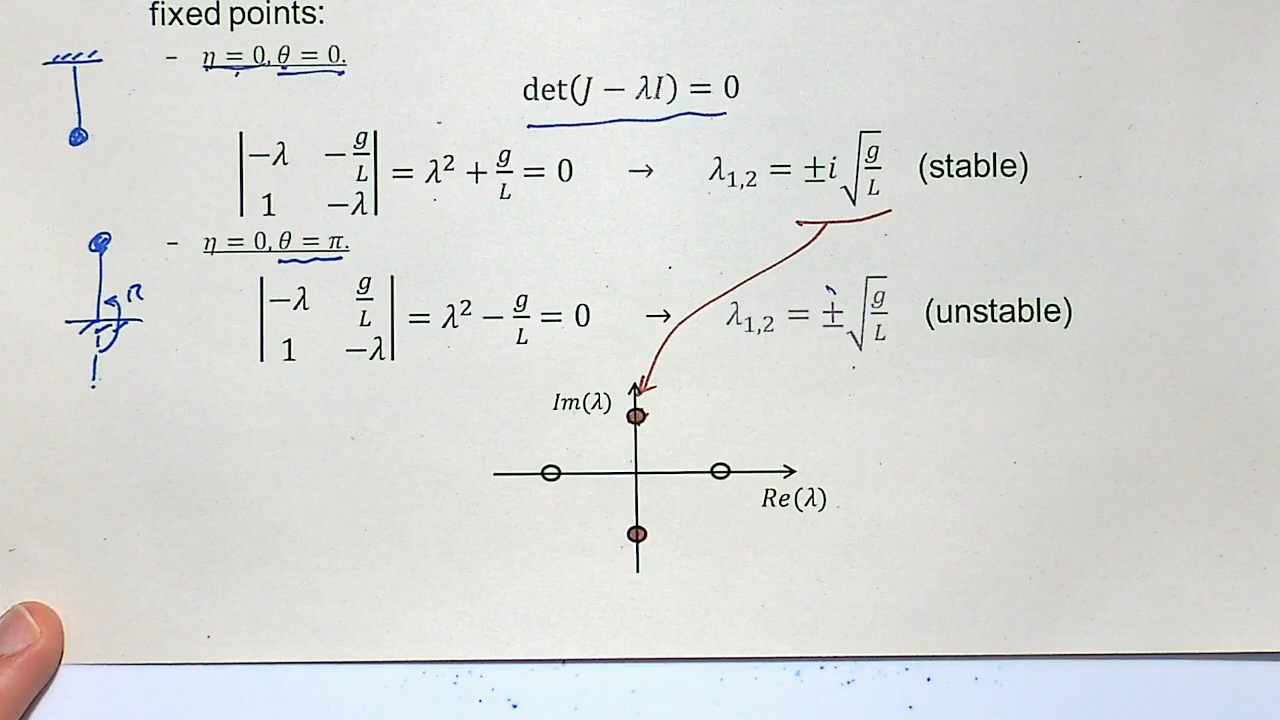 fixed points:
- η = 0, θ = 0.
det(J − λI) = 0
|−λ −g/L; 1 −λ| = λ² + g/L = 0 → λ₁,₂ = ±i√(g/L) (stable)
- η = 0, θ = π.
|−λ g/L; 1 −λ| = λ² − g/L = 0 → λ₁,₂ = ±√(g/L) (unstable)
Im(λ)
Re(λ)